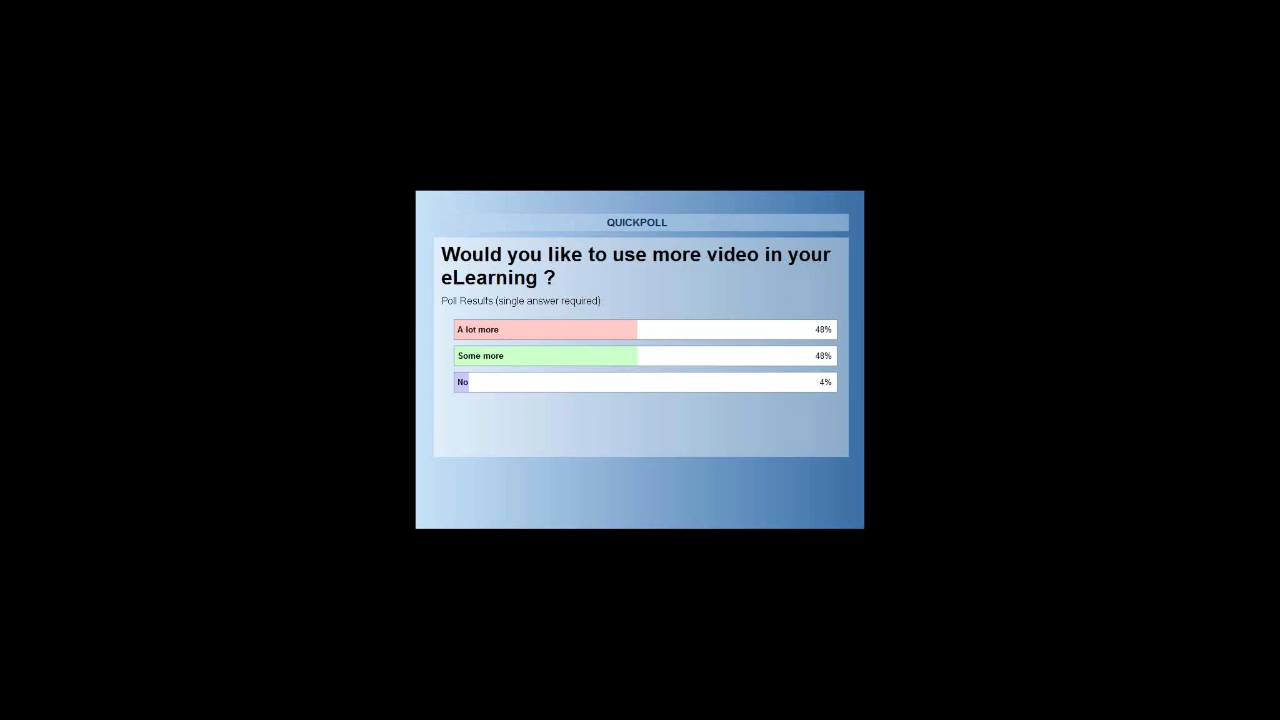 QUICKPOLL
Would you like to use more video in your
eLearning ?
Poll Results (single answer required):
A lot more 48%
Some more 48%
No 4%